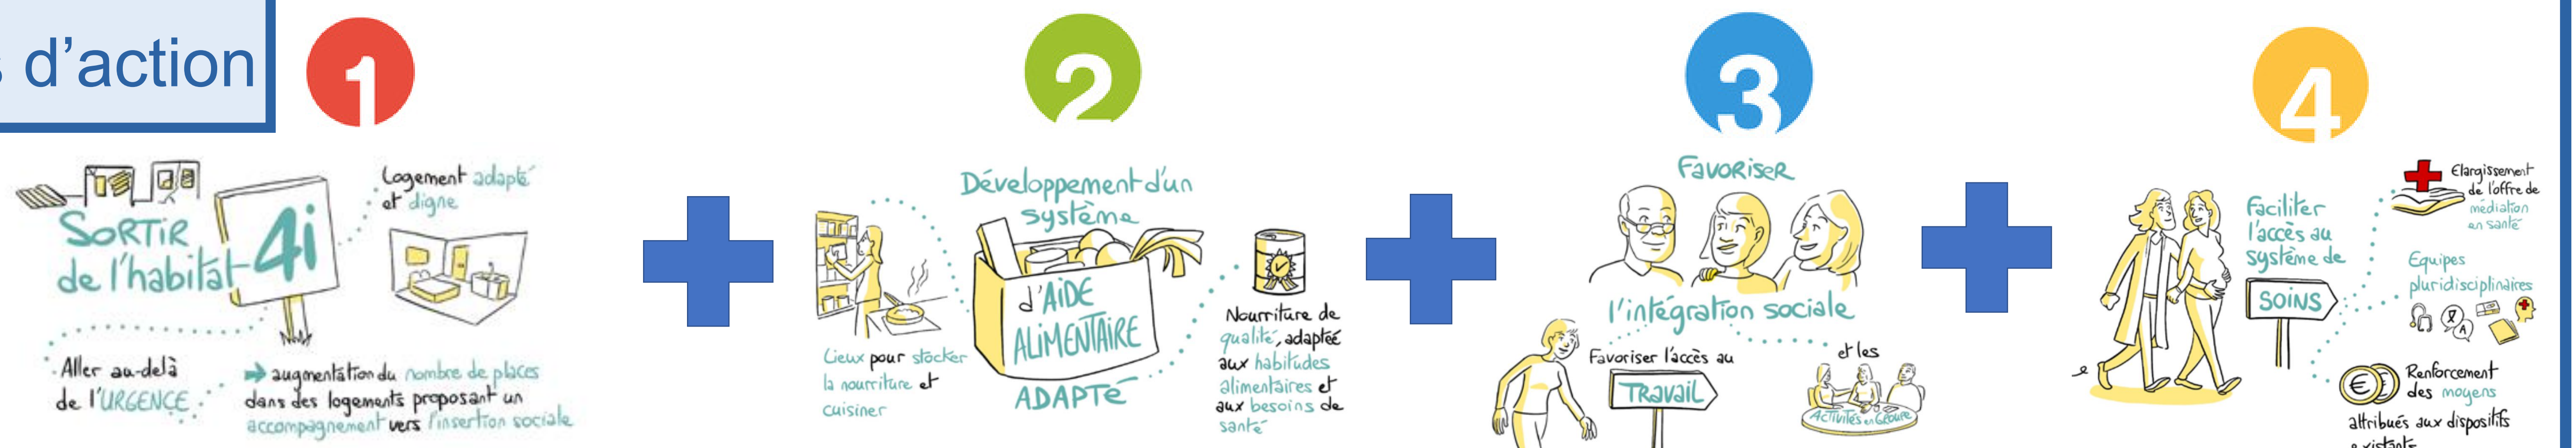 s d'action
1
SORTIR
de l'habitat
4i
Logement adapté
et digne
Aller au-delà
de l'URGENCE
augmentation du nombre de places
dans des logements proposant un
accompagnement vers l'insertion sociale
2
Développement d'un
système
d'AIDE
ALIMENTAIRE
ADAPTÉ
Lieux pour stocker
la nourriture et
cuisiner
Nourriture de
qualité, adaptée
aux habitudes
alimentaires et
aux besoins de
santé
3
FAVORISER
l'intégration sociale
Favoriser l'accès au
TRAVAIL
et les
ACTIVITÉS en GROUPE
4
Faciliter
l'accès au
système de
SOINS
Elargissement
de l'offre de
médiation
en santé
Equipes
pluridisciplinaires
A
Renforcement
des moyens
attribués aux dispositifs
existants